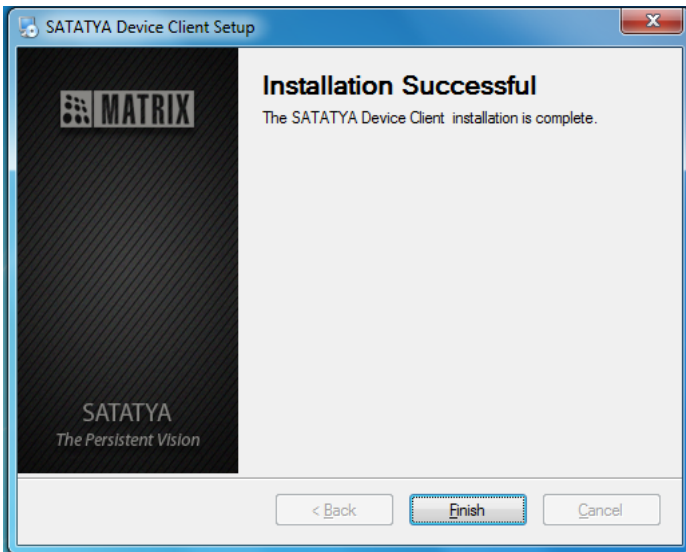 SATATYA Device Client Setup
MATRIX
Installation Successful
The SATATYA Device Client installation is complete.
SATATYA
The Persistent Vision
< Back
Finish
Cancel